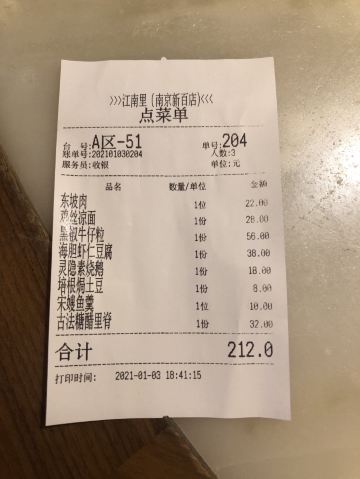 >>>江南里(南京新百店)<<<
点菜单
台 号:A区-51 单号:204
账单号:202101030204 人数:3
服务员:收银 单位:元
品名 数量/单位 金额
东坡肉 1位 22.00
鸡丝凉面 1份 28.00
黑椒牛仔粒 1份 56.00
海胆虾仁豆腐 1份 38.00
灵隐素烧鹅 1份 18.00
培根焗土豆 1份 8.00
宋嫂鱼羹 1位 10.00
古法糖醋里脊 1份 32.00
合计 212.0
打印时间: 2021-01-03 18:41:15